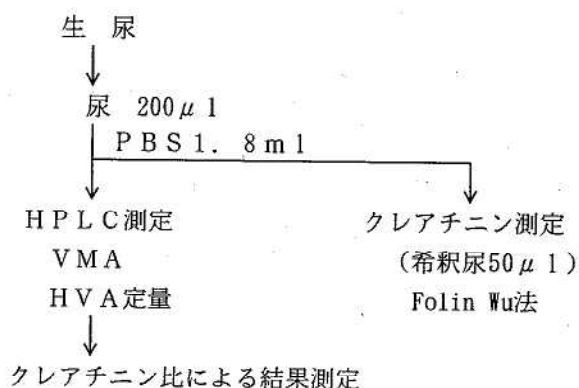 生 尿
尿 200μl
PBS1. 8ml
HPLC測定
VMA
HVA定量
クレアチニン測定
(希釈尿50μl)
Folin Wu法
クレアチニン比による結果測定